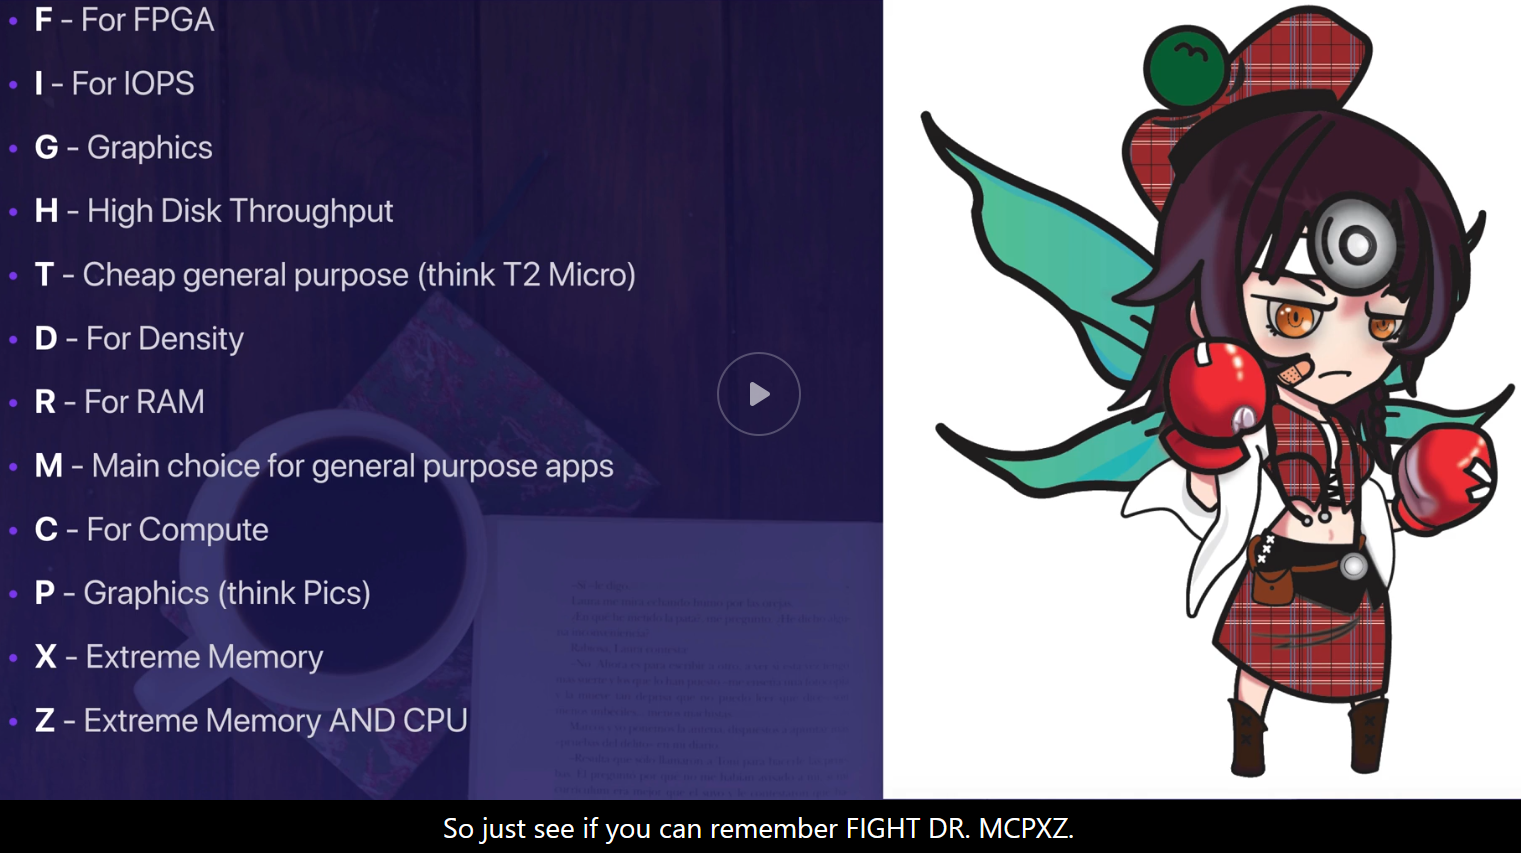 F - For FPGA
I - For IOPS
G - Graphics
H - High Disk Throughput
T - Cheap general purpose (think T2 Micro)
D - For Density
R - For RAM
M - Main choice for general purpose apps
C - For Compute
P - Graphics (think Pics)
X - Extreme Memory
Z - Extreme Memory AND CPU
So just see if you can remember FIGHT DR. MCPXZ.